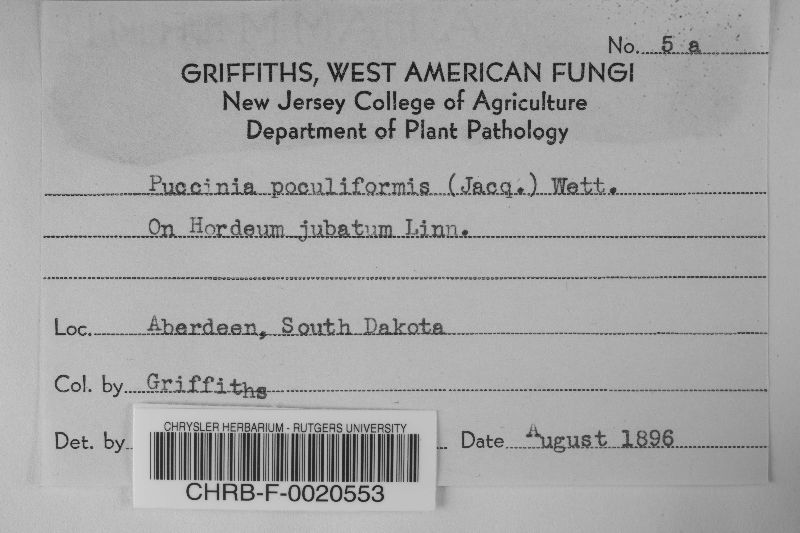 No. 5 a
GRIFFITHS, WEST AMERICAN FUNGI
New Jersey College of Agriculture
Department of Plant Pathology
Puccinia poculiformis (Jacq.) Wett.
On Hordeum jubatum Linn.
Loc. Aberdeen, South Dakota
Col. by Griffiths
Det. by
Date August 1896
CHRYSLER HERBARIUM - RUTGERS UNIVERSITY
CHRB-F-0020553